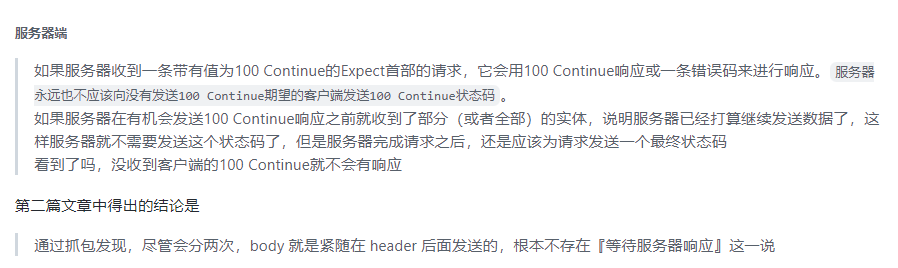 服务器端
如果服务器收到一条带有值为100 Continue的Expect首部的请求，它会用100 Continue响应或一条错误码来进行响应。服务器
永远也不应该向没有发送100 Continue期望的客户端发送100 Continue状态码。
如果服务器在有机会发送100 Continue响应之前就收到了部分（或者全部）的实体，说明服务器已经打算继续发送数据了，这
样服务器就不需要发送这个状态码了，但是服务器完成请求之后，还是应该为请求发送一个最终状态码
看到了吗，没收到客户端的100 Continue就不会有响应
第二篇文章中得出的结论是
通过抓包发现，尽管会分两次，body 就是紧随在 header 后面发送的，根本不存在『等待服务器响应』这一说